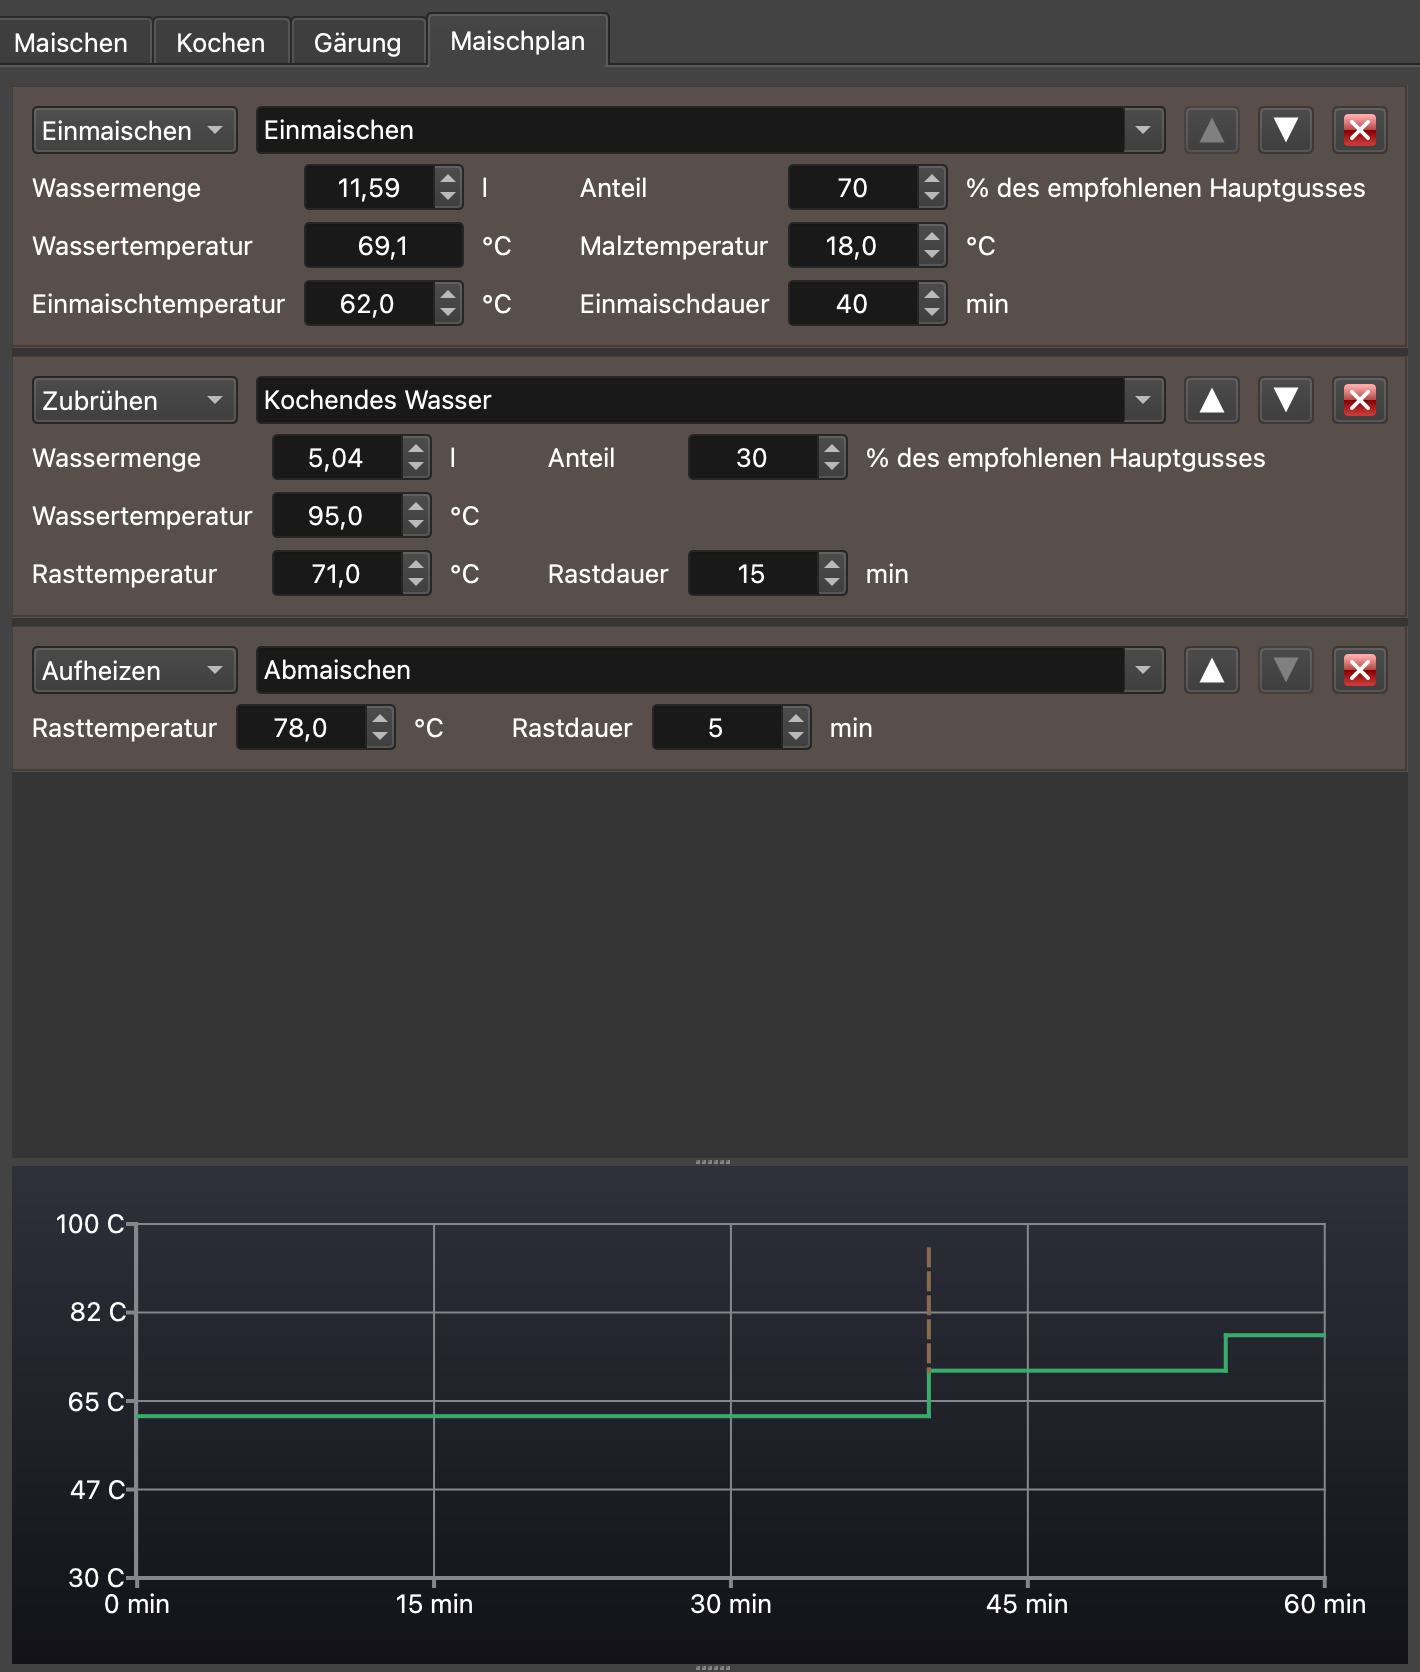 Maischen Kochen Gärung Maischplan
Einmaischen Einmaischen
Wassermenge 11,59 l Anteil 70 % des empfohlenen Hauptgusses
Wassertemperatur 69,1 °C Malztemperatur 18,0 °C
Einmaischtemperatur 62,0 °C Einmaischdauer 40 min
Zubrühen Kochendes Wasser
Wassermenge 5,04 l Anteil 30 % des empfohlenen Hauptgusses
Wassertemperatur 95,0 °C
Rasttemperatur 71,0 °C Rastdauer 15 min
Aufheizen Abmaischen
Rasttemperatur 78,0 °C Rastdauer 5 min
100 C
82 C
65 C
47 C
30 C
0 min 15 min 30 min 45 min 60 min